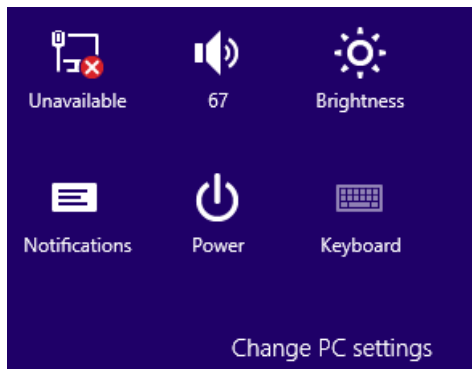 Unavailable 67 Brightness
Notifications Power Keyboard
Change PC settings